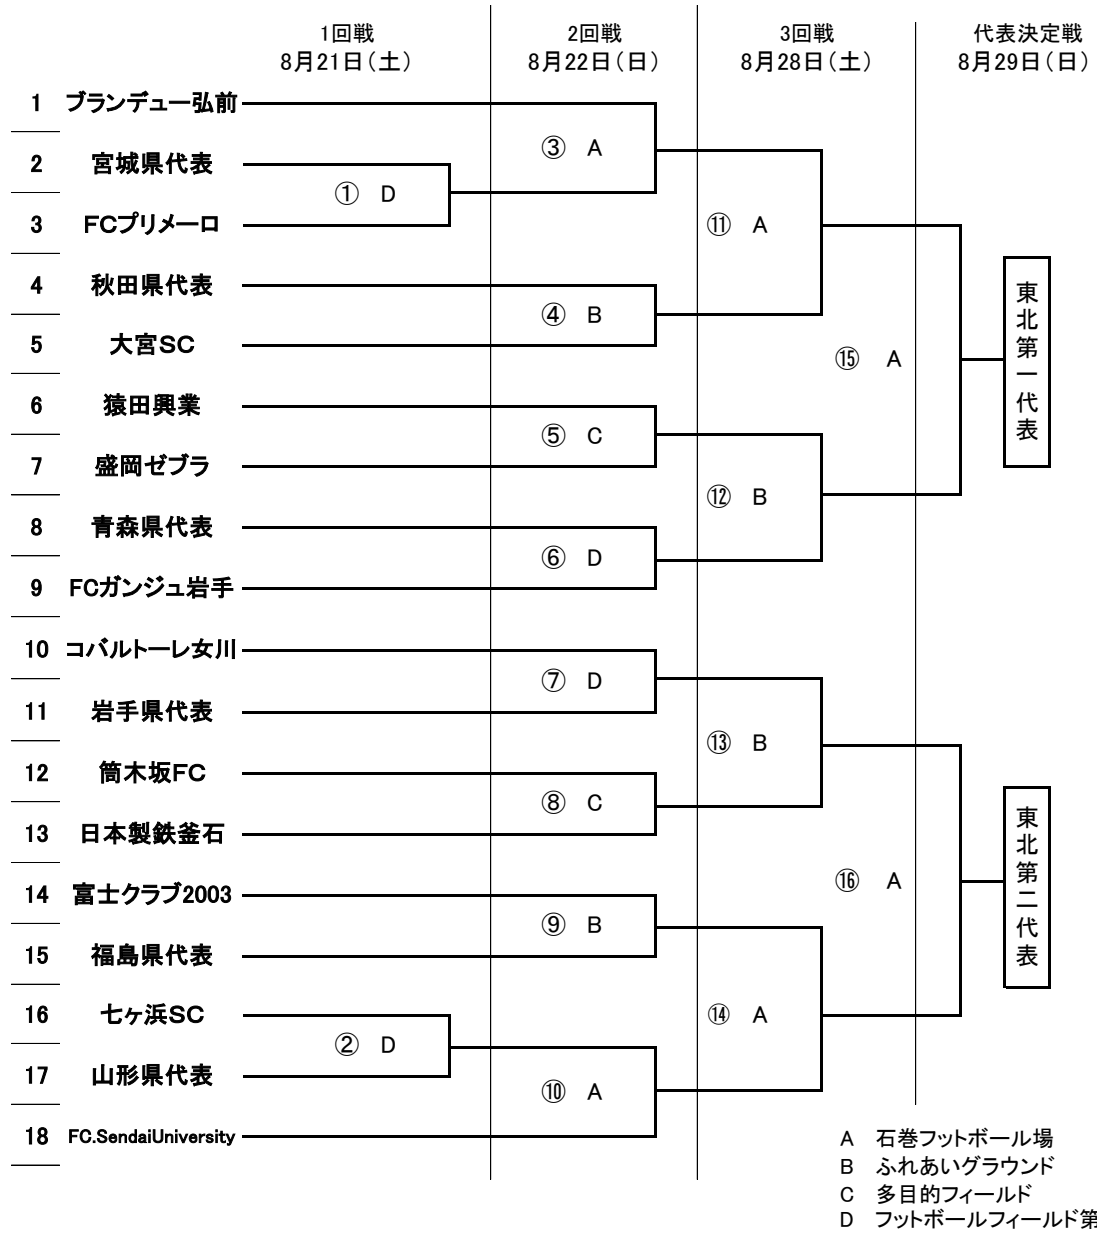 1回戦 2回戦 3回戦 代表決定戦
8月21日(土) 8月22日(日) 8月28日(土) 8月29日(日)
1 ブランデュー弘前
③ A
2 宮城県代表
① D
3 FCプリメーロ
⑪ A
4 秋田県代表
④ B
5 大宮SC
⑮ A
東北第一代表
6 猿田興業
⑤ C
7 盛岡ゼブラ
⑫ B
8 青森県代表
⑥ D
9 FCガンジュ岩手
10 コバルトーレ女川
⑦ D
11 岩手県代表
⑬ B
12 筒木坂FC
⑧ C
13 日本製鉄釜石
⑯ A
東北第二代表
14 富士クラブ2003
⑨ B
15 福島県代表
16 七ヶ浜SC
⑭ A
② D
17 山形県代表
⑩ A
18 FC.SendaiUniversity
A 石巻フットボール場
B ふれあいグラウンド
C 多目的フィールド
D フットボールフィールド第